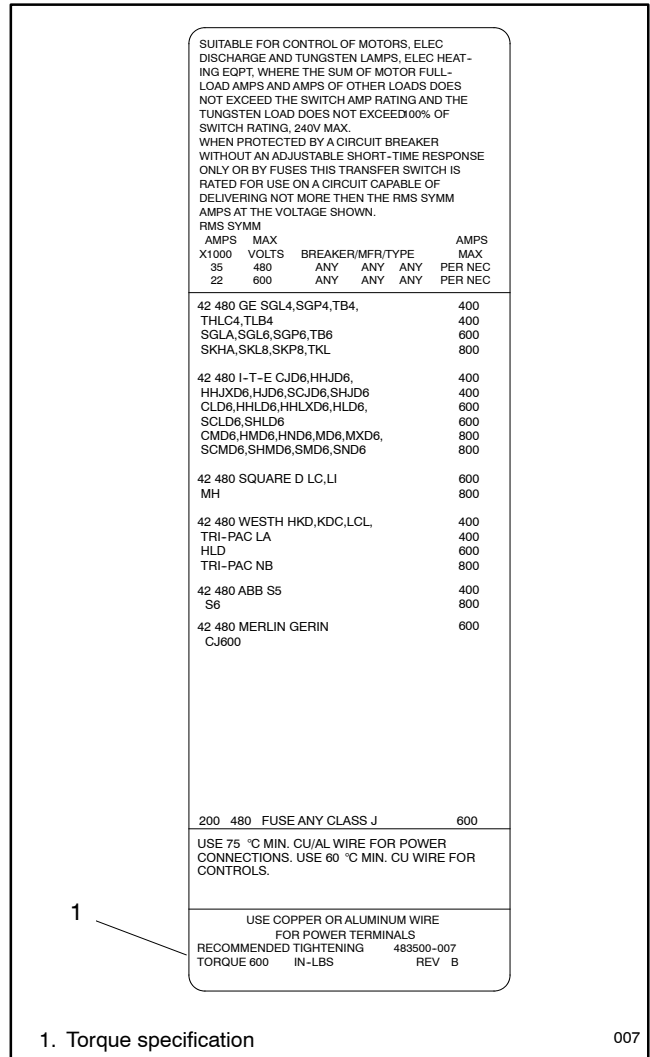 SUITABLE FOR CONTROL OF MOTORS, ELEC
DISCHARGE AND TUNGSTEN LAMPS, ELEC HEAT-
ING EQPT, WHERE THE SUM OF MOTOR FULL-
LOAD AMPS AND AMPS OF OTHER LOADS DOES
NOT EXCEED THE SWITCH AMP RATING AND THE
TUNGSTEN LOAD DOES NOT EXCEED100% OF
SWITCH RATING, 240V MAX.
WHEN PROTECTED BY A CIRCUIT BREAKER
WITHOUT AN ADJUSTABLE SHORT-TIME RESPONSE
ONLY OR BY FUSES THIS TRANSFER SWITCH IS
RATED FOR USE ON A CIRCUIT CAPABLE OF
DELIVERING NOT MORE THEN THE RMS SYMM
AMPS AT THE VOLTAGE SHOWN.
RMS SYMM
AMPS MAX AMPS
X1000 VOLTS BREAKER/MFR/TYPE MAX
35 480 ANY ANY ANY PER NEC
22 600 ANY ANY ANY PER NEC
42 480 GE SGL4,SGP4,TB4, 400
THLC4,TLB4 400
SGLA,SGL6,SGP6,TB6 600
SKHA,SKL8,SKP8,TKL 800
42 480 I-T-E CJD6,HHJD6, 400
HHJXD6,HJD6,SCJD6,SHJD6 400
CLD6,HHLD6,HHLXD6,HLD6, 600
SCLD6,SHLD6 600
CMD6,HMD6,HND6,MD6,MXD6, 800
SCMD6,SHMD6,SMD6,SND6 800
42 480 SQUARE D LC,LI 600
MH 800
42 480 WESTH HKD,KDC,LCL, 400
TRI-PAC LA 400
HLD 600
TRI-PAC NB 800
42 480 ABB S5 400
S6 800
42 480 MERLIN GERIN 600
CJ600
200 480 FUSE ANY CLASS J 600
USE 75 °C MIN. CU/AL WIRE FOR POWER
CONNECTIONS. USE 60 °C MIN. CU WIRE FOR
CONTROLS.
1
USE COPPER OR ALUMINUM WIRE
FOR POWER TERMINALS
RECOMMENDED TIGHTENING 483500-007
TORQUE 600 IN-LBS REV B
1. Torque specification 007